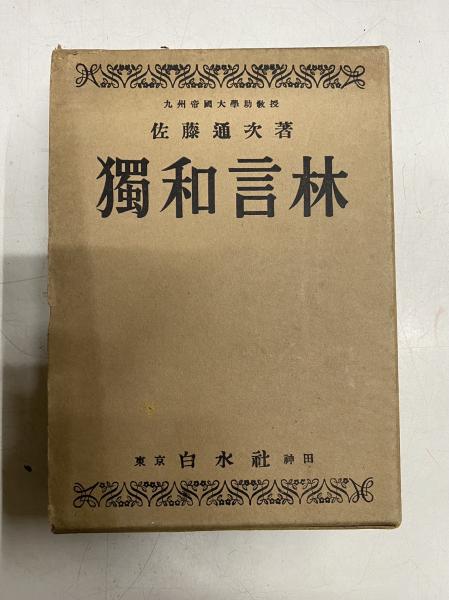 九州帝國大學助敎授
佐藤通次著
獨和言林
東京 白水社 神田